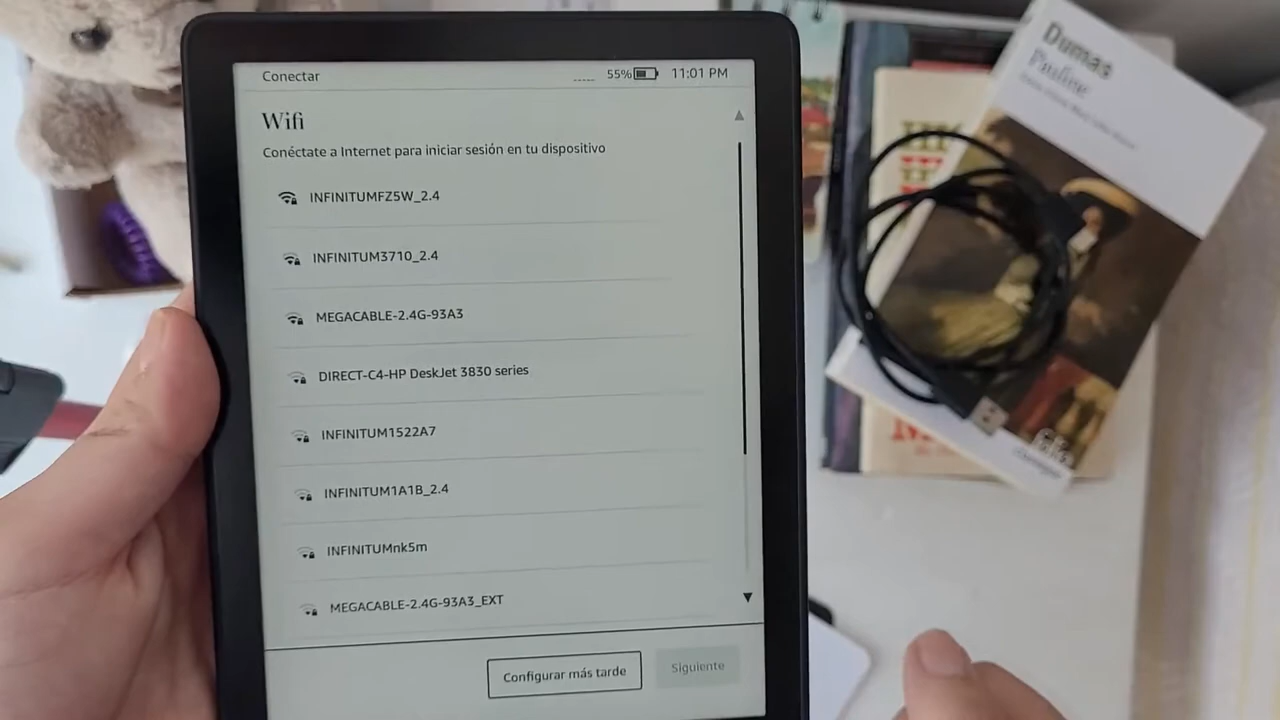 Conectar
55%
11:01 PM
Wifi
Conéctate a Internet para iniciar sesión en tu dispositivo
INFINITUMFZ5W_2.4
INFINITUM3710_2.4
MEGACABLE-2.4G-93A3
DIRECT-C4-HP DeskJet 3830 series
INFINITUM1522A7
INFINITUM1A1B_2.4
INFINITUMnk5m
MEGACABLE-2.4G-93A3_EXT
Configurar más tarde
Siguiente
Dumas
Pauline